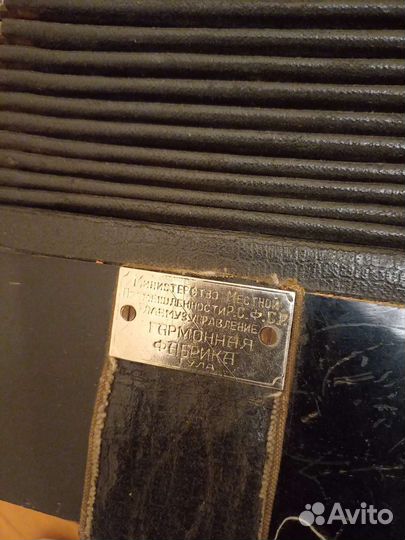 Министерство Местной
Промышленности Р.С.Ф.С.Р.
Главмузуправление
Гармонная
Фабрика
Тула
Avito